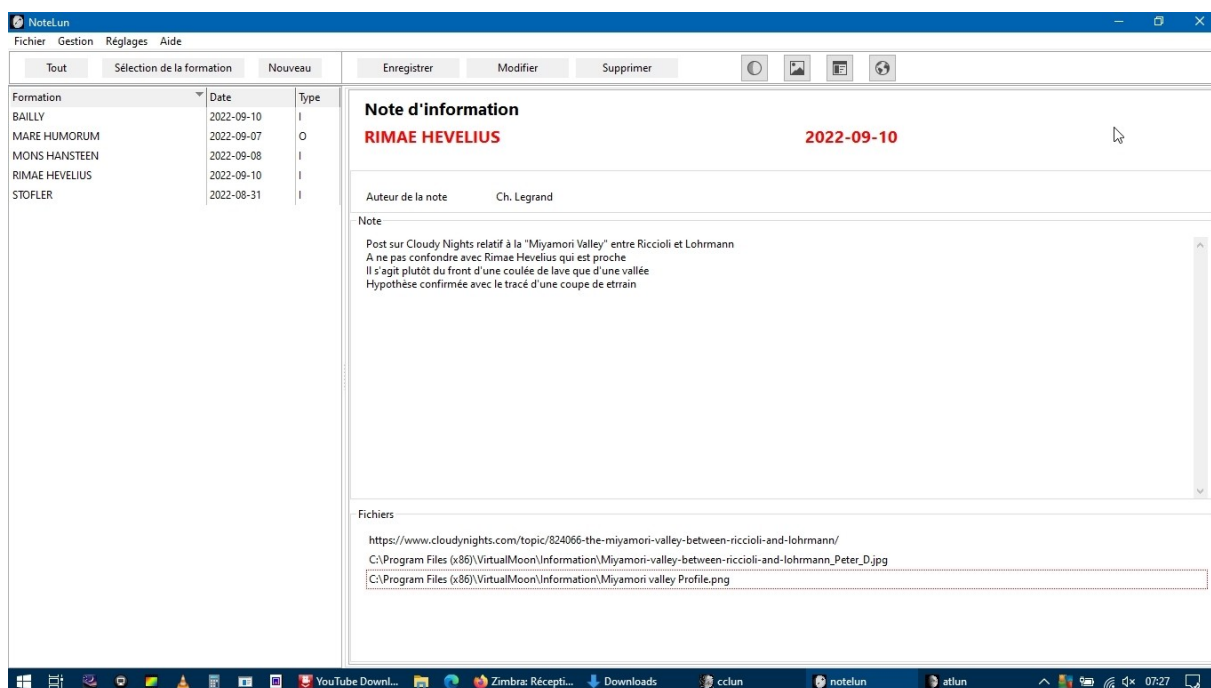 NoteLun
Fichier Gestion Réglages Aide
Tout Sélection de la formation Nouveau Enregistrer Modifier Supprimer
Formation Date Type
BAILLY 2022-09-10 I
MARE HUMORUM 2022-09-07 O
MONS HANSTEEN 2022-09-08 I
RIMAE HEVELIUS 2022-09-10 I
STOFLER 2022-08-31 I
Note d'information
RIMAE HEVELIUS 2022-09-10
Auteur de la note Ch. Legrand
Note
Post sur Cloudy Nights relatif à la "Miyamori Valley" entre Riccioli et Lohrmann
A ne pas confondre avec Rimae Hevelius qui est proche
Il s'agit plutôt du front d'une coulée de lave que d'une vallée
Hypothèse confirmée avec le tracé d'une coupe de etrrain
Fichiers
https://www.cloudynights.com/topic/824066-the-miyamori-valley-between-riccioli-and-lohrmann/
C:\Program Files (x86)\VirtualMoon\Information\Miyamori-valley-between-riccioli-and-lohrmann_Peter_D.jpg
C:\Program Files (x86)\VirtualMoon\Information\Miyamori valley Profile.png
YouTube Downl... Zimbra: Récepti... Downloads cclun notelun atlun 07:27